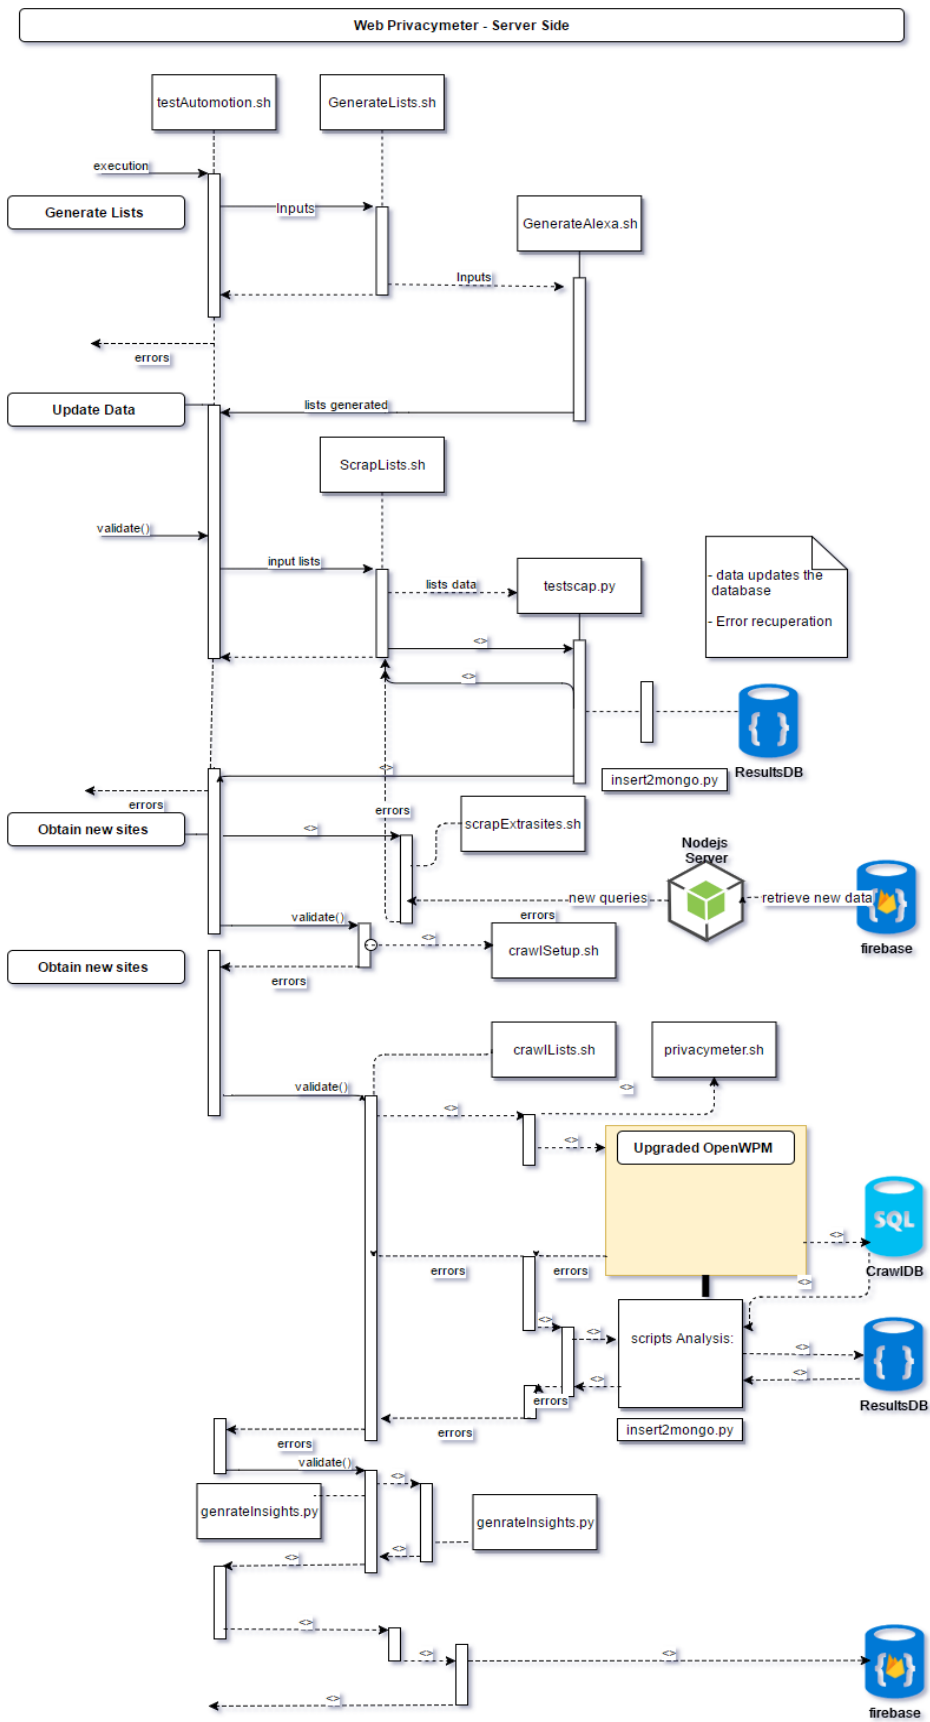 Web Privacymeter - Server Side
testAutomotion.sh
GenerateLists.sh
execution
Generate Lists
Inputs
GenerateAlexa.sh
Inputs
errors
Update Data
lists generated
ScrapLists.sh
validate()
input lists
lists data
testscap.py
- data updates the
database
- Error recuperation
<>
<>
ResultsDB
<>
insert2mongo.py
errors
errors
Obtain new sites
<>
scrapExtrasites.sh
Nodejs
Server
new queries
retrieve new data
validate()
errors
firebase
<>
crawlSetup.sh
Obtain new sites
errors
crawlLists.sh
privacymeter.sh
validate()
<>
<>
<>
Upgraded OpenWPM
SQL
<>
CrawlDB
errors
errors
<>
<>
<>
scripts Analysis:
<>
<>
<>
errors
ResultsDB
errors
insert2mongo.py
errors
validate()
<>
genrateInsights.py
genrateInsights.py
<>
<>
<>
<>
<>
<>
firebase